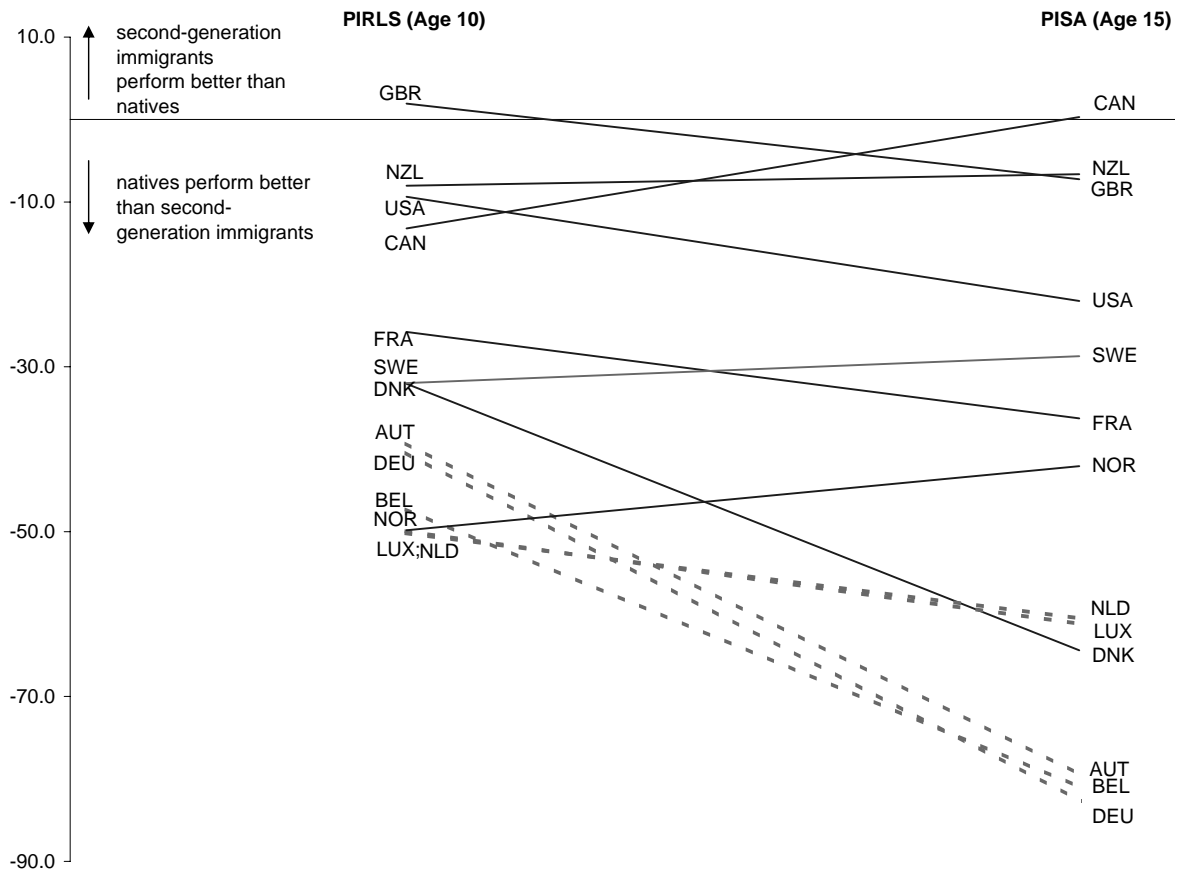 PIRLS (Age 10)
PISA (Age 15)
10.0
-10.0
-30.0
-50.0
-70.0
-90.0
second-generation
immigrants
perform better than
natives
natives perform better
than second-
generation immigrants
GBR
NZL
USA
CAN
FRA
SWE
DNK
AUT
DEU
BEL
NOR
LUX;NLD
CAN
NZL
GBR
USA
SWE
FRA
NOR
NLD
LUX
DNK
AUT
BEL
DEU